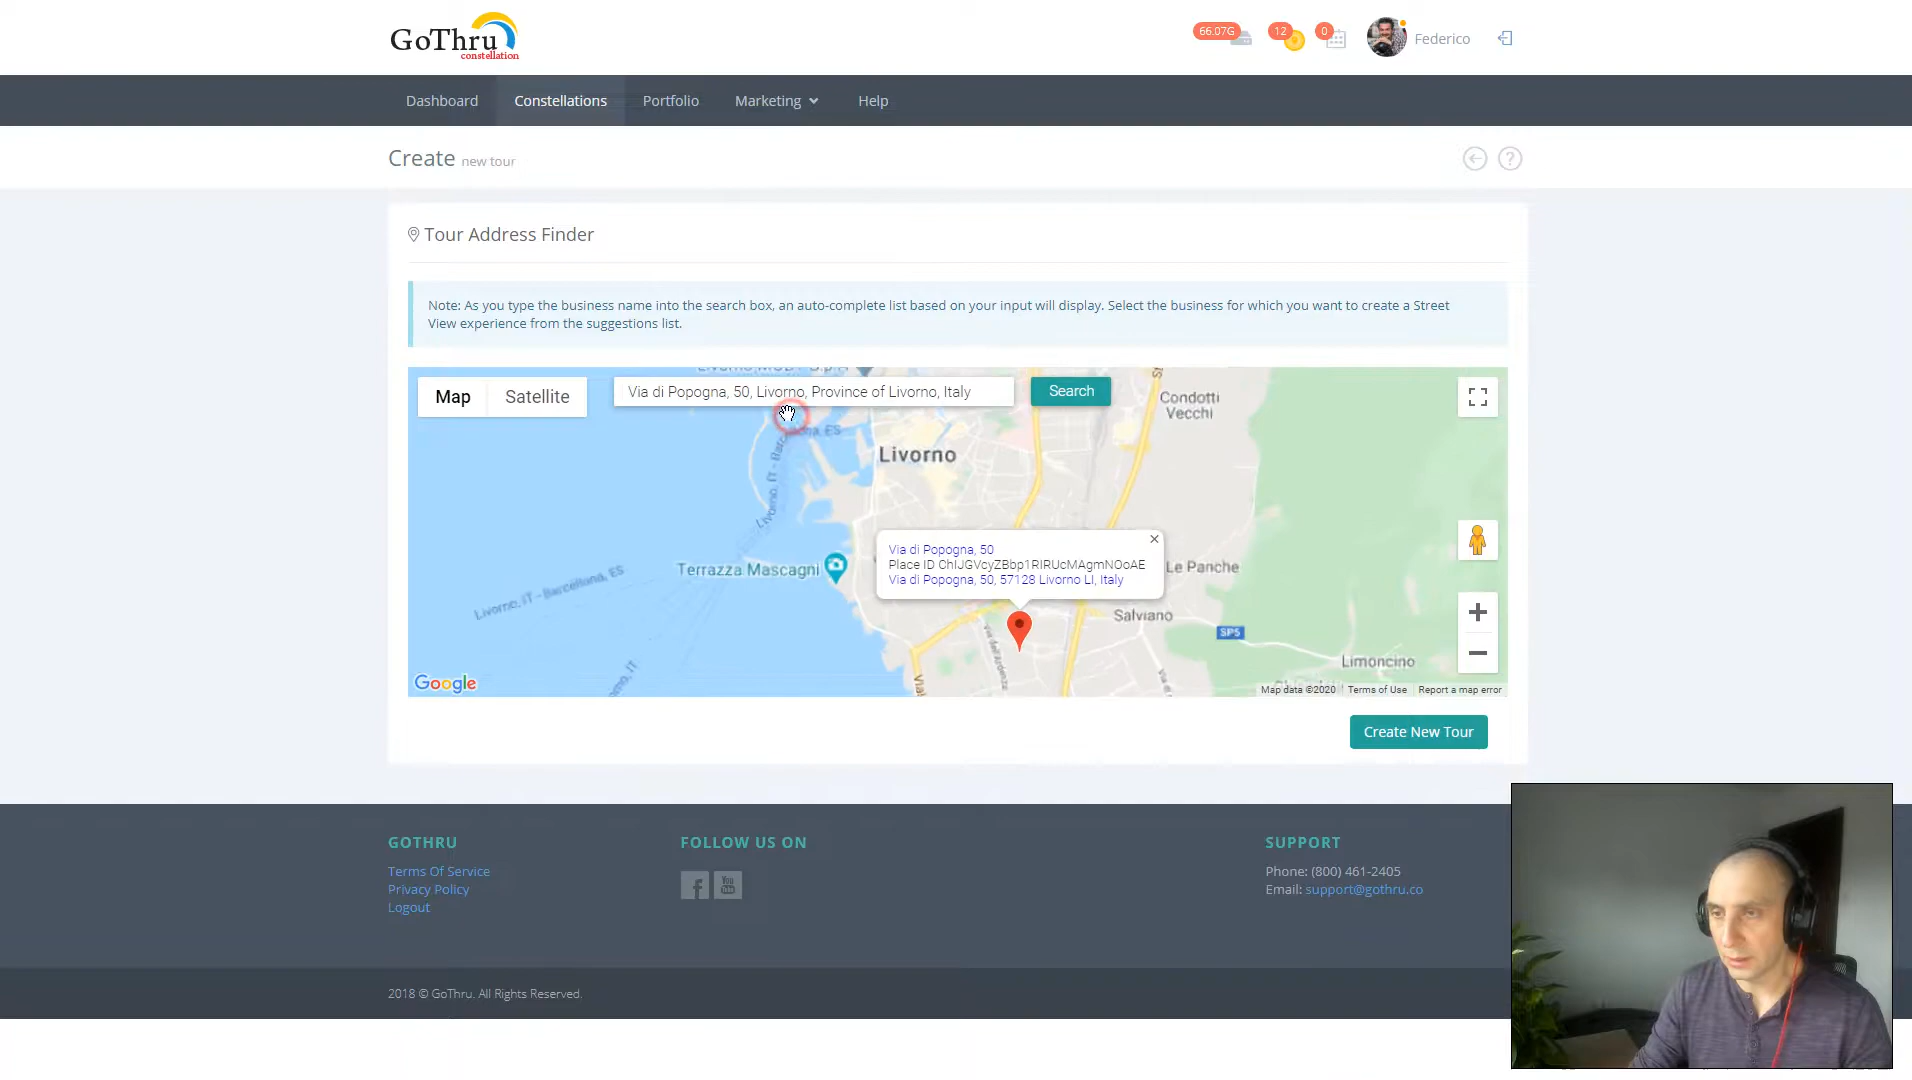 GoThru
constellation
66.07G
12
0
Federico
Dashboard
Constellations
Portfolio
Marketing
Help
Create new tour
Tour Address Finder
Note: As you type the business name into the search box, an auto-complete list based on your input will display. Select the business for which you want to create a Street
View experience from the suggestions list.
Map
Satellite
Via di Popogna, 50, Livorno, Province of Livorno, Italy
Search
Condotti
Vecchi
Livorno
Via di Popogna, 50
Place ID ChIJGVcyZBbp1RIRUcMAgmNOoAE
Via di Popogna, 50, 57128 Livorno LI, Italy
Le Panche
Terrazza Mascagni
Livorno, IT - Barcellona, ES
Salviano
SP5
Limoncino
Google
Map data ©2020
Terms of Use
Report a map error
Create New Tour
GOTHRU
Terms Of Service
Privacy Policy
Logout
FOLLOW US ON
You
Tube
SUPPORT
Phone: (800) 461-2405
Email: support@gothru.co
2018 © GoThru. All Rights Reserved.